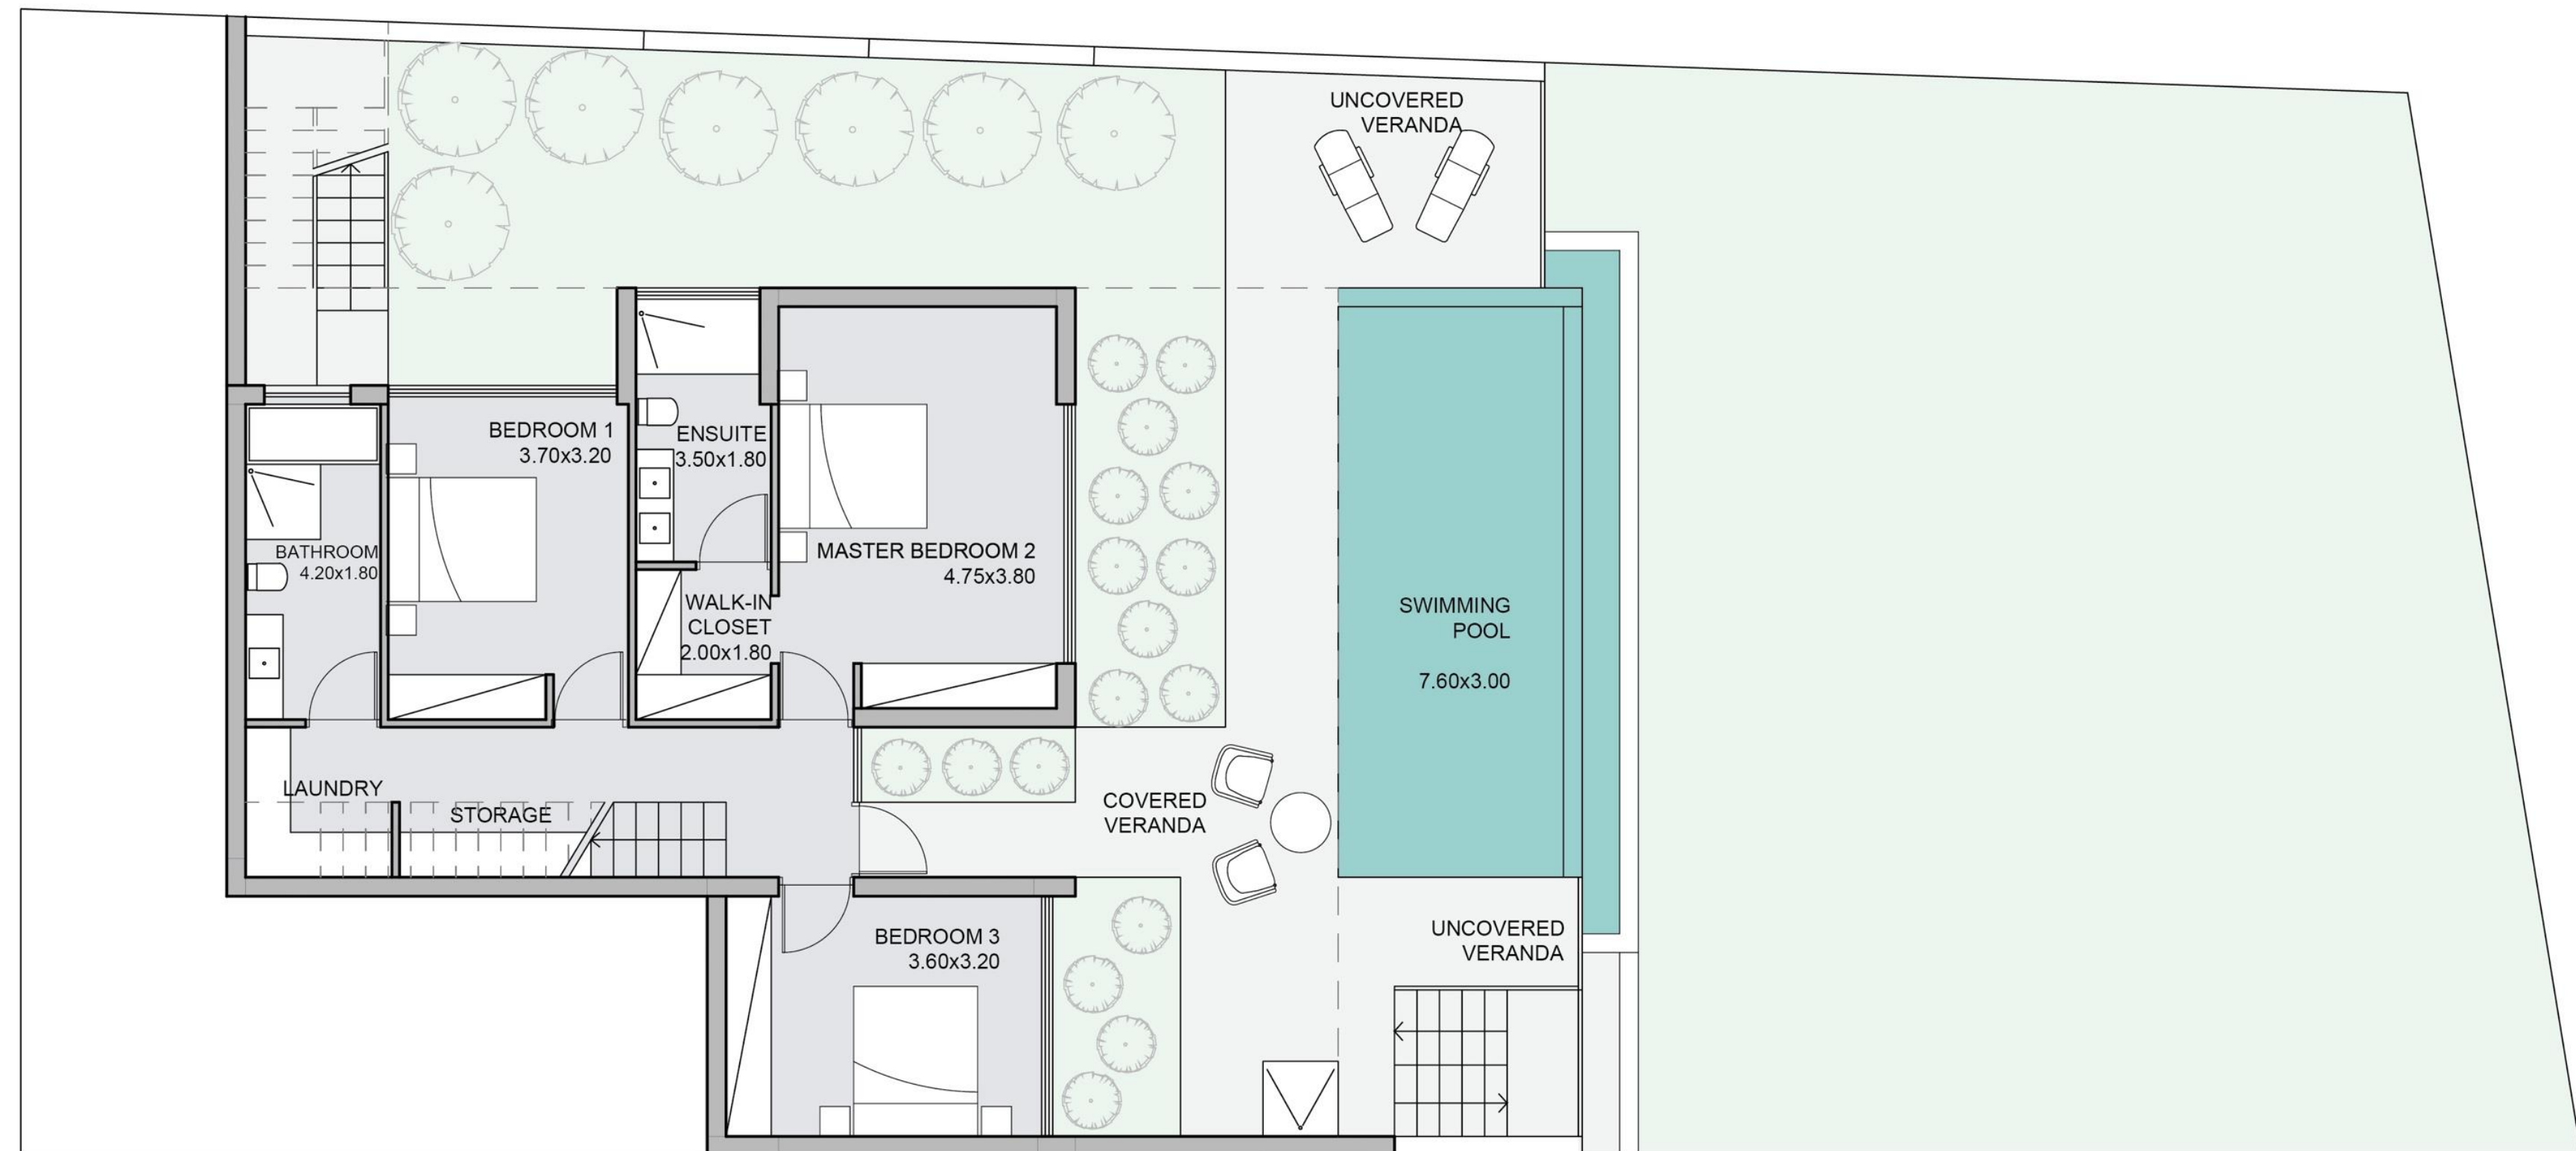 UNCOVERED
VERANDA
BEDROOM 1
3.70x3.20
ENSUITE
3.50x1.80
BATHROOM
4.20x1.80
MASTER BEDROOM 2
4.75x3.80
WALK-IN
CLOSET
2.00x1.80
SWIMMING
POOL
7.60x3.00
LAUNDRY
STORAGE
COVERED
VERANDA
BEDROOM 3
3.60x3.20
UNCOVERED
VERANDA